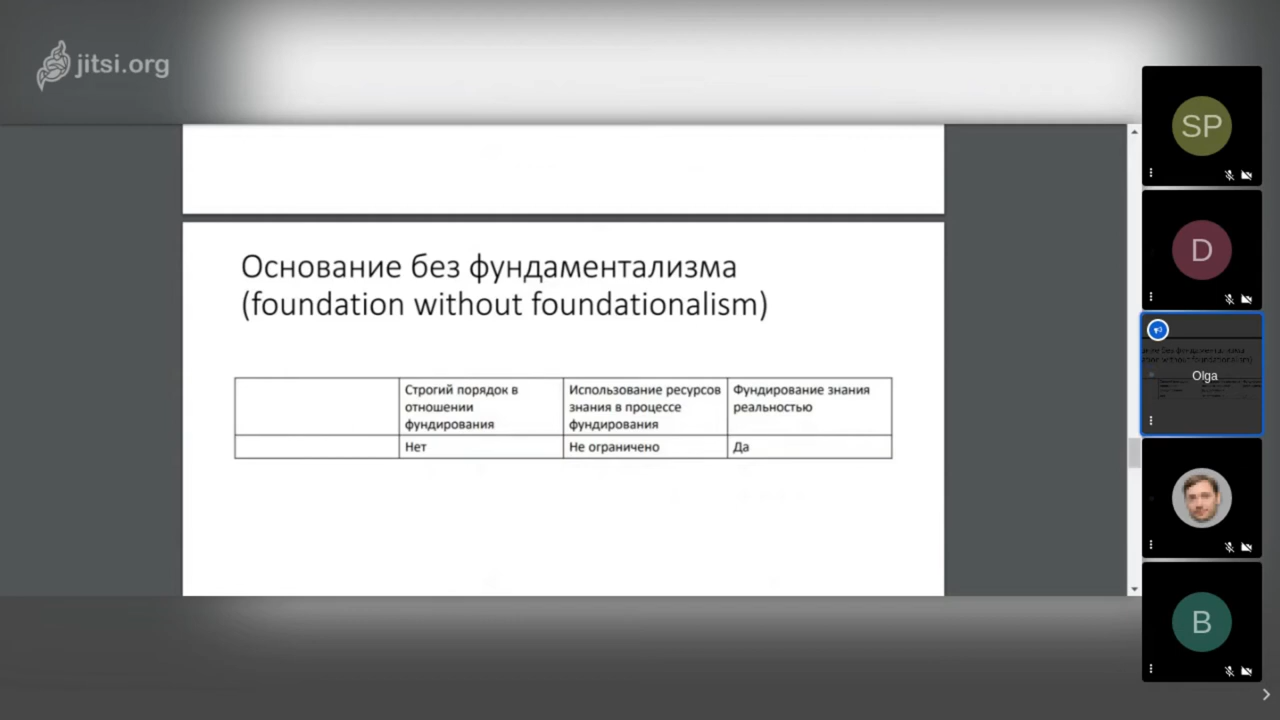 jitsi.org
Основание без фундаментализма
(foundation without foundationalism)
Строгий порядок в
отношении
фундирования
Использование ресурсов
знания в процессе
фундирования
Фундирование знания
реальностью
Нет
Не ограничено
Да
SP
D
Olga
B